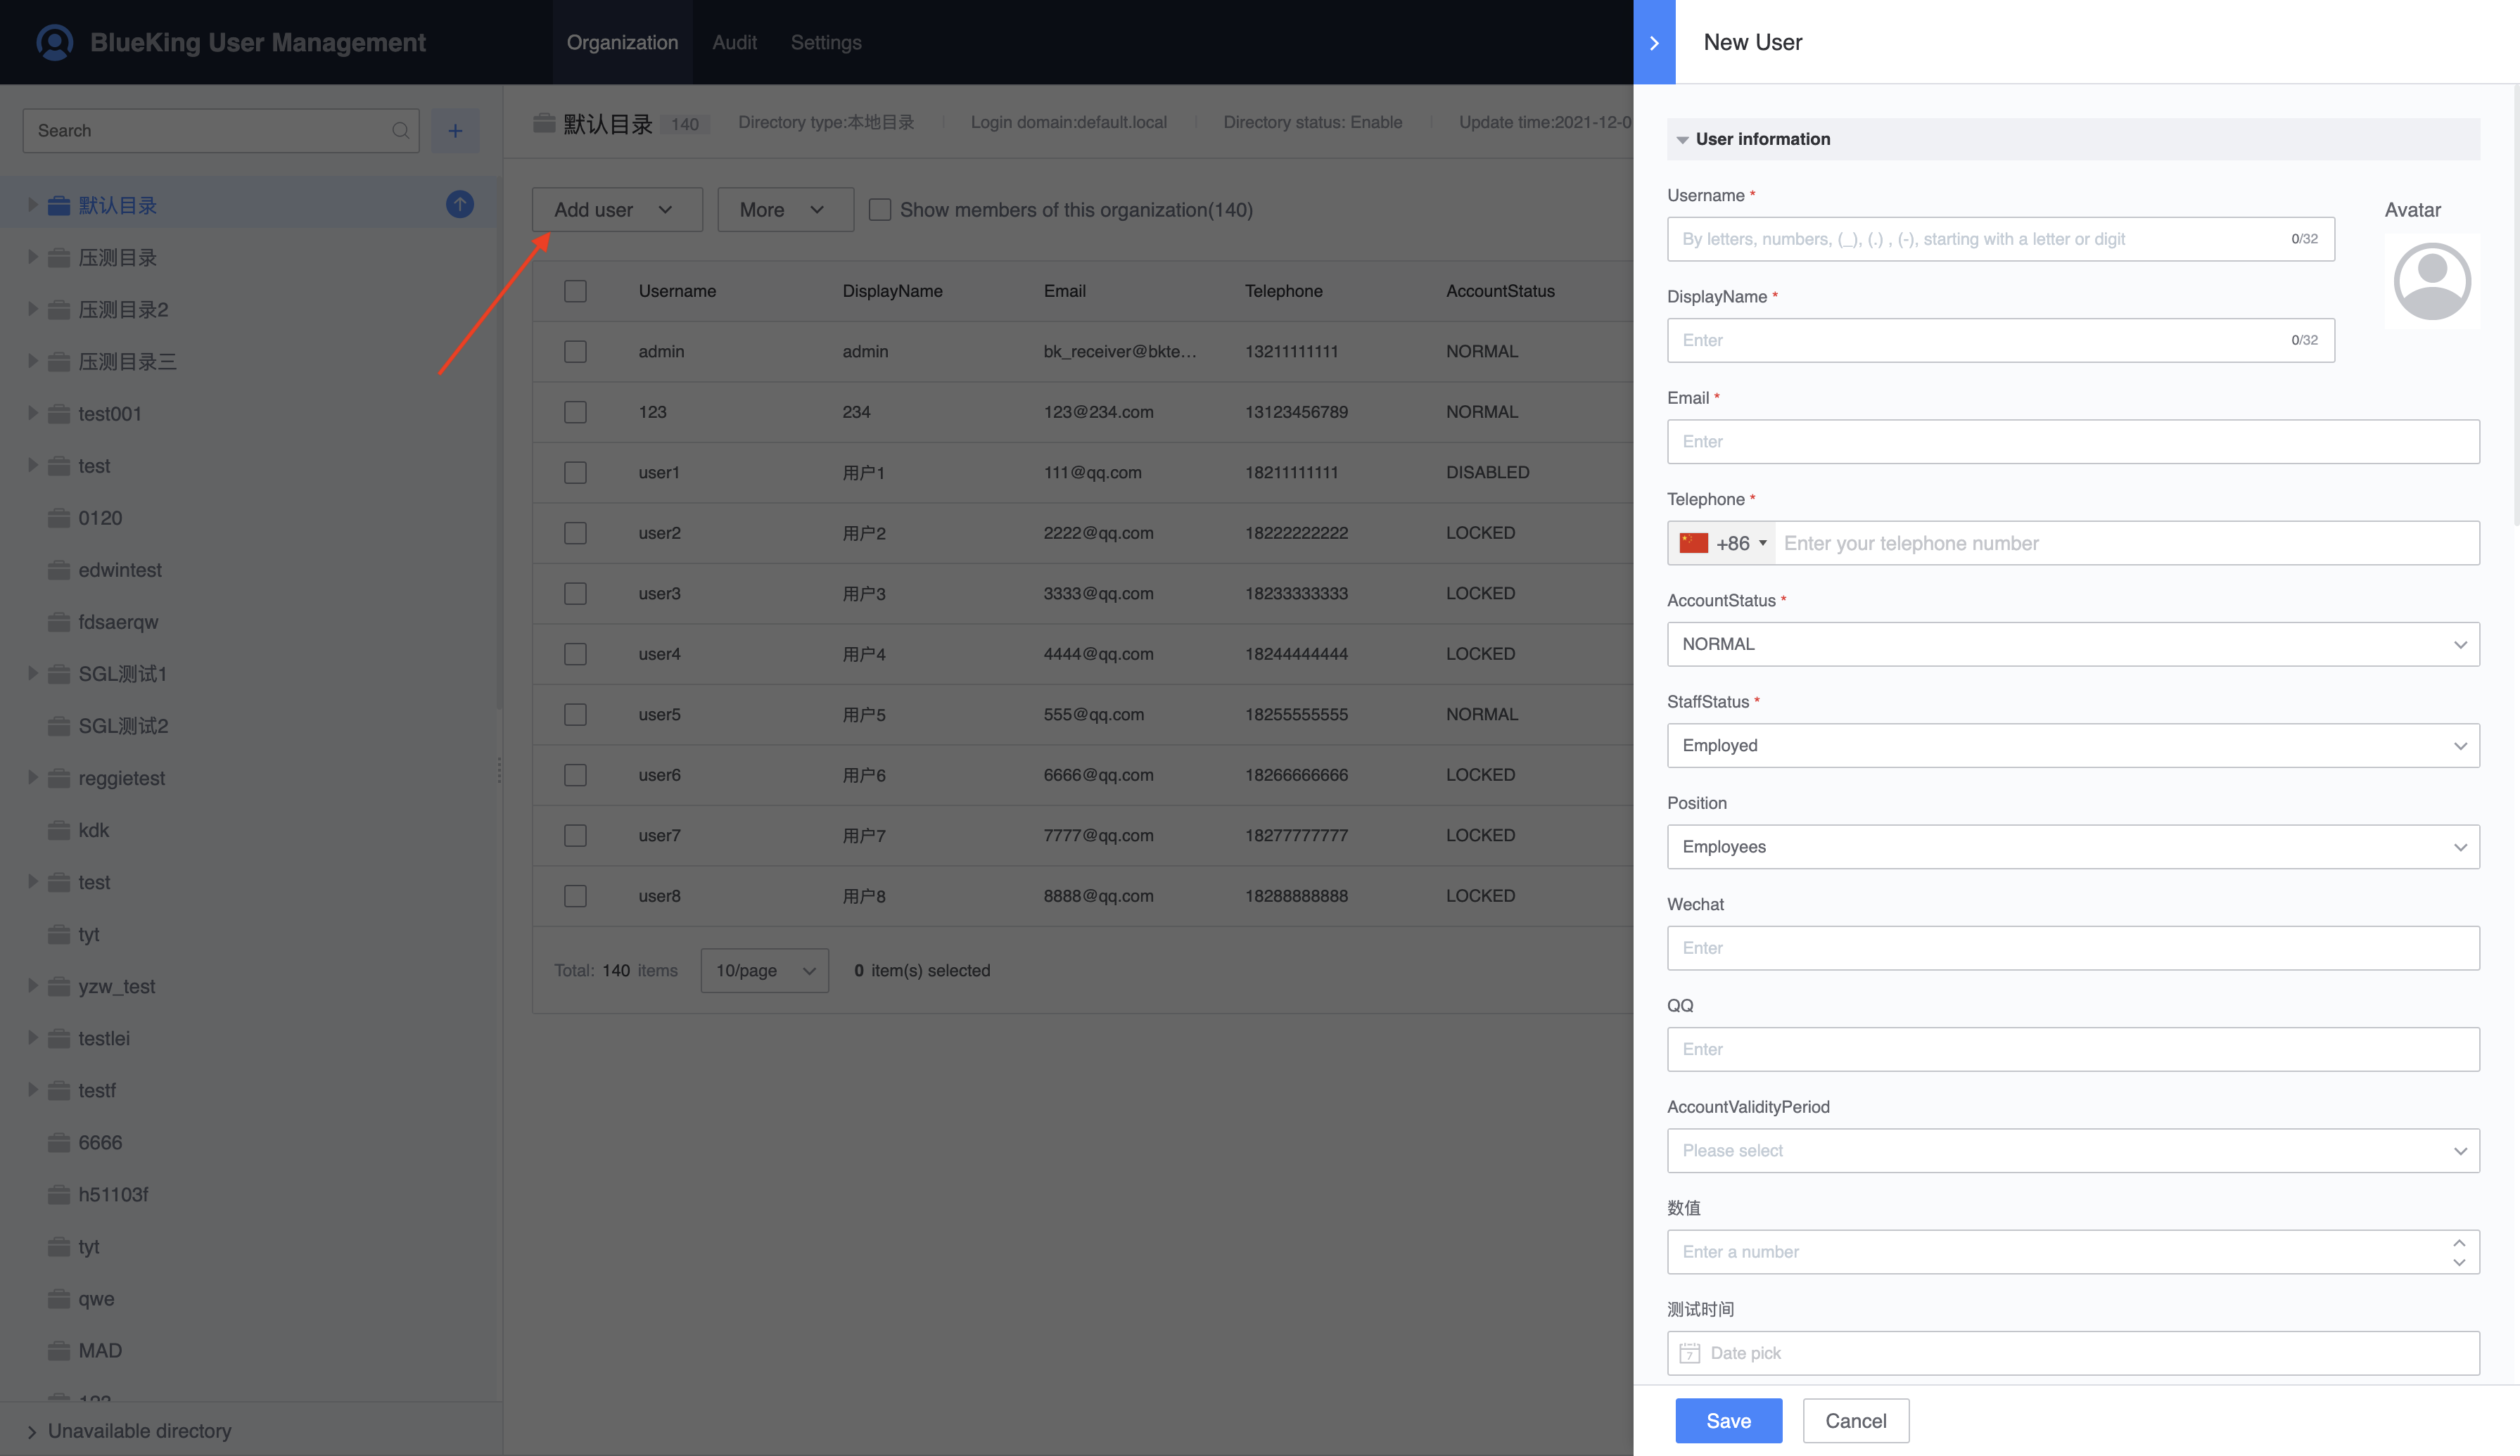 BlueKing User Management
Organization
Audit
Settings
Search
+
默认目录
压测目录
压测目录2
压测目录三
test001
test
0120
edwintest
fdsaerqw
SGL测试1
SGL测试2
reggietest
kdk
test
tyt
yzw_test
testlei
testf
6666
h51103f
tyt
qwe
MAD
Unavailable directory
默认目录 140 Directory type:本地目录 Login domain:default.local Directory status: Enable Update time:2021-12-0
Add user More Show members of this organization(140)
Username DisplayName Email Telephone AccountStatus
admin admin bk_receiver@bkte... 13211111111 NORMAL
123 234 123@234.com 13123456789 NORMAL
user1 用户1 111@qq.com 18211111111 DISABLED
user2 用户2 2222@qq.com 18222222222 LOCKED
user3 用户3 3333@qq.com 18233333333 LOCKED
user4 用户4 4444@qq.com 18244444444 LOCKED
user5 用户5 555@qq.com 18255555555 NORMAL
user6 用户6 6666@qq.com 18266666666 LOCKED
user7 用户7 7777@qq.com 18277777777 LOCKED
user8 用户8 8888@qq.com 18288888888 LOCKED
Total: 140 items 10/page 0 item(s) selected
New User
User information
Username *
By letters, numbers, (_), (.) , (-), starting with a letter or digit 0/32
Avatar
DisplayName *
Enter 0/32
Email *
Enter
Telephone *
+86 Enter your telephone number
AccountStatus *
NORMAL
StaffStatus *
Employed
Position
Employees
Wechat
Enter
QQ
Enter
AccountValidityPeriod
Please select
数值
Enter a number
测试时间
7 Date pick
Save Cancel